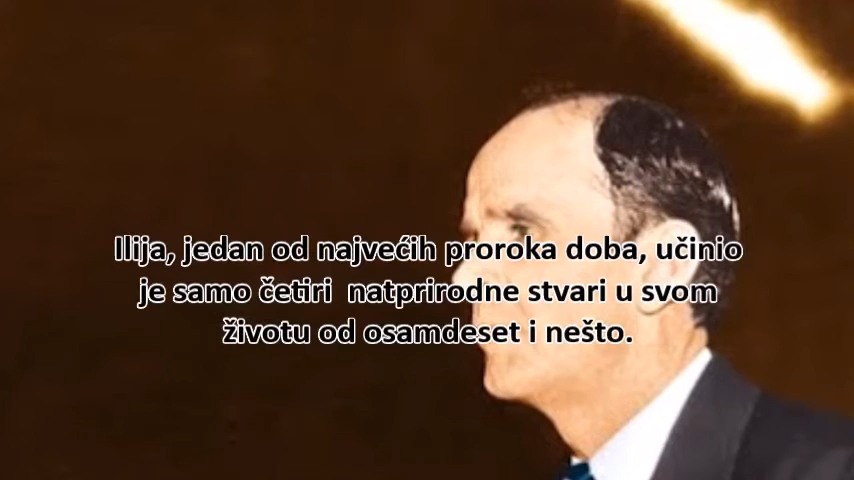 Ilija, jedan od najvećih proroka doba, učinio
je samo četiri  natprirodne stvari u svom
životu od osamdeset i nešto.